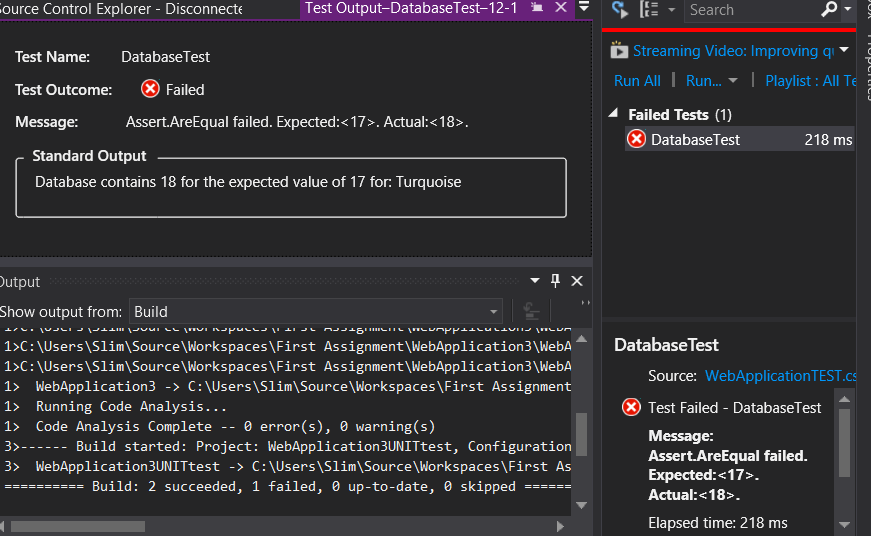 Source Control Explorer - Disconnecte
Test Output–DatabaseTest–12-1
Test Name: DatabaseTest
Test Outcome: Failed
Message: Assert.AreEqual failed. Expected:<17>. Actual:<18>.
Standard Output
Database contains 18 for the expected value of 17 for: Turquoise
Output
Show output from: Build
1>C:\Users\Slim\Source\Workspaces\First Assignment\WebApplication3\WebA
1>C:\Users\Slim\Source\Workspaces\First Assignment\WebApplication3\WebA
1>C:\Users\Slim\Source\Workspaces\First Assignment\WebApplication3\WebA
1> WebApplication3 -> C:\Users\Slim\Source\Workspaces\First Assignment
1> Running Code Analysis...
1> Code Analysis Complete -- 0 error(s), 0 warning(s)
3>------ Build started: Project: WebApplication3UNITtest, Configuration
3> WebApplication3UNITtest -> C:\Users\Slim\Source\Workspaces\First As
========== Build: 2 succeeded, 1 failed, 0 up-to-date, 0 skipped =======
Search
Streaming Video: Improving qu
Run All | Run... | Playlist : All Te
Failed Tests (1)
DatabaseTest 218 ms
DatabaseTest
Source: WebApplicationTEST.cs
Test Failed - DatabaseTest
Message:
Assert.AreEqual failed.
Expected:<17>.
Actual:<18>.
Elapsed time: 218 ms